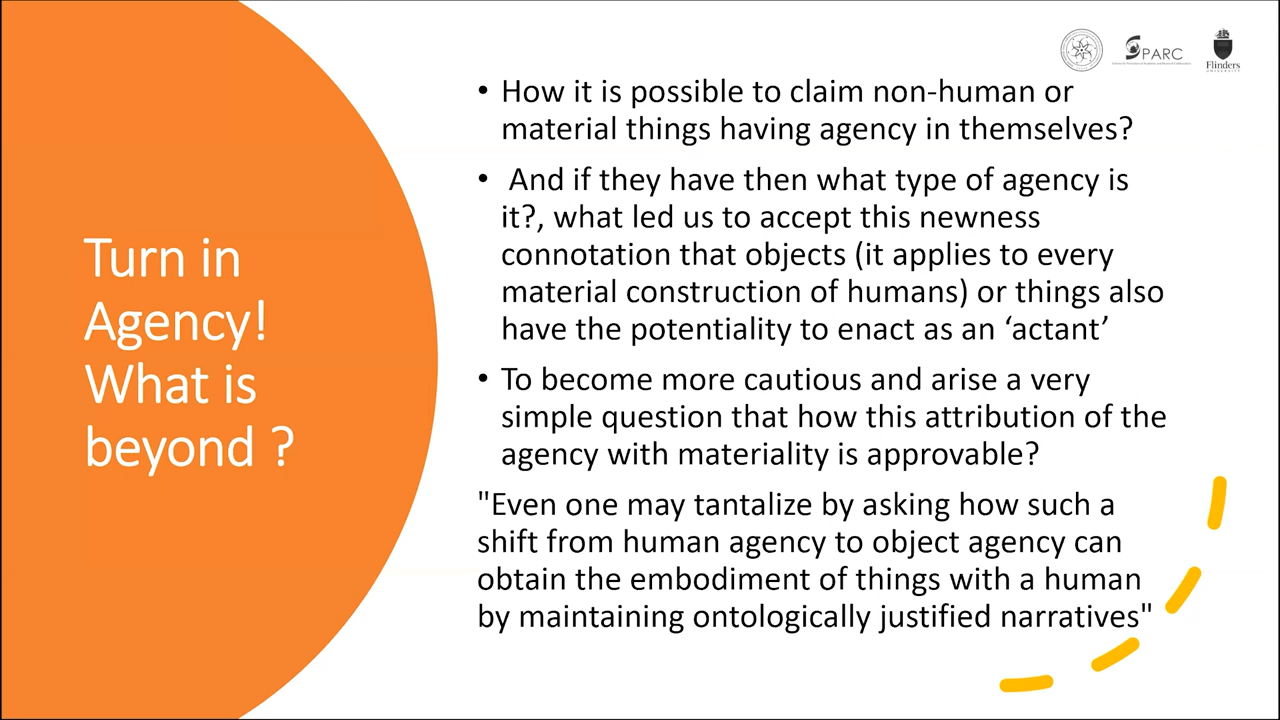 SPARC
Flinders
UNIVERSITY
Turn in
Agency!
What is
beyond ?
• How it is possible to claim non-human or
material things having agency in themselves?
• And if they have then what type of agency is
it?, what led us to accept this newness
connotation that objects (it applies to every
material construction of humans) or things also
have the potentiality to enact as an ‘actant’
• To become more cautious and arise a very
simple question that how this attribution of the
agency with materiality is approvable?
"Even one may tantalize by asking how such a
shift from human agency to object agency can
obtain the embodiment of things with a human
by maintaining ontologically justified narratives"